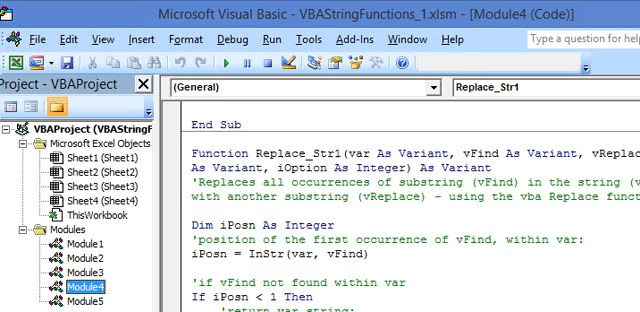 Microsoft Visual Basic - VBAStringFunctions_1.xlsm - [Module4 (Code)]
File Edit View Insert Format Debug Run Tools Add-Ins Window Help
Type a question for help
Project - VBAProject
(General)
Replace_Str1
VBAProject (VBAStringF
Microsoft Excel Objects
Sheet1 (Sheet1)
Sheet2 (Sheet2)
Sheet3 (Sheet3)
Sheet4 (Sheet4)
ThisWorkbook
Modules
Module1
Module2
Module3
Module4
Module5
End Sub
Function Replace_Str1(var As Variant, vFind As Variant, vReplac
As Variant, iOption As Integer) As Variant
'Replaces all occurrences of substring (vFind) in the string (v
with another substring (vReplace) - using the vba Replace funct
Dim iPosn As Integer
'position of the first occurrence of vFind, within var:
iPosn = InStr(var, vFind)
'if vFind not found within var
If iPosn < 1 Then
'return var string: